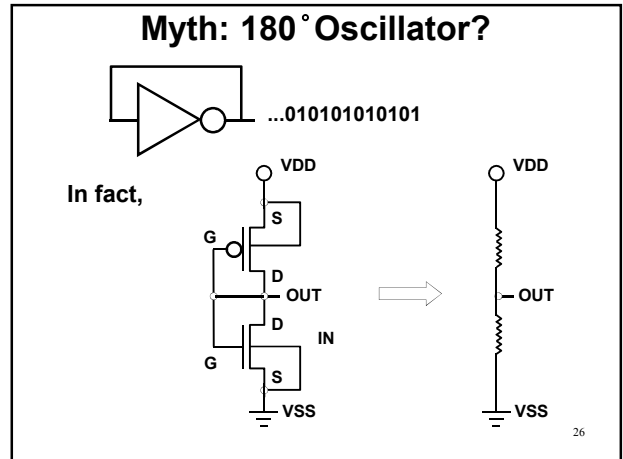 Myth: 180˚Oscillator?
...010101010101
In fact,
VDD
S
G
D
OUT
D
IN
G
S
VSS
VDD
OUT
VSS
26